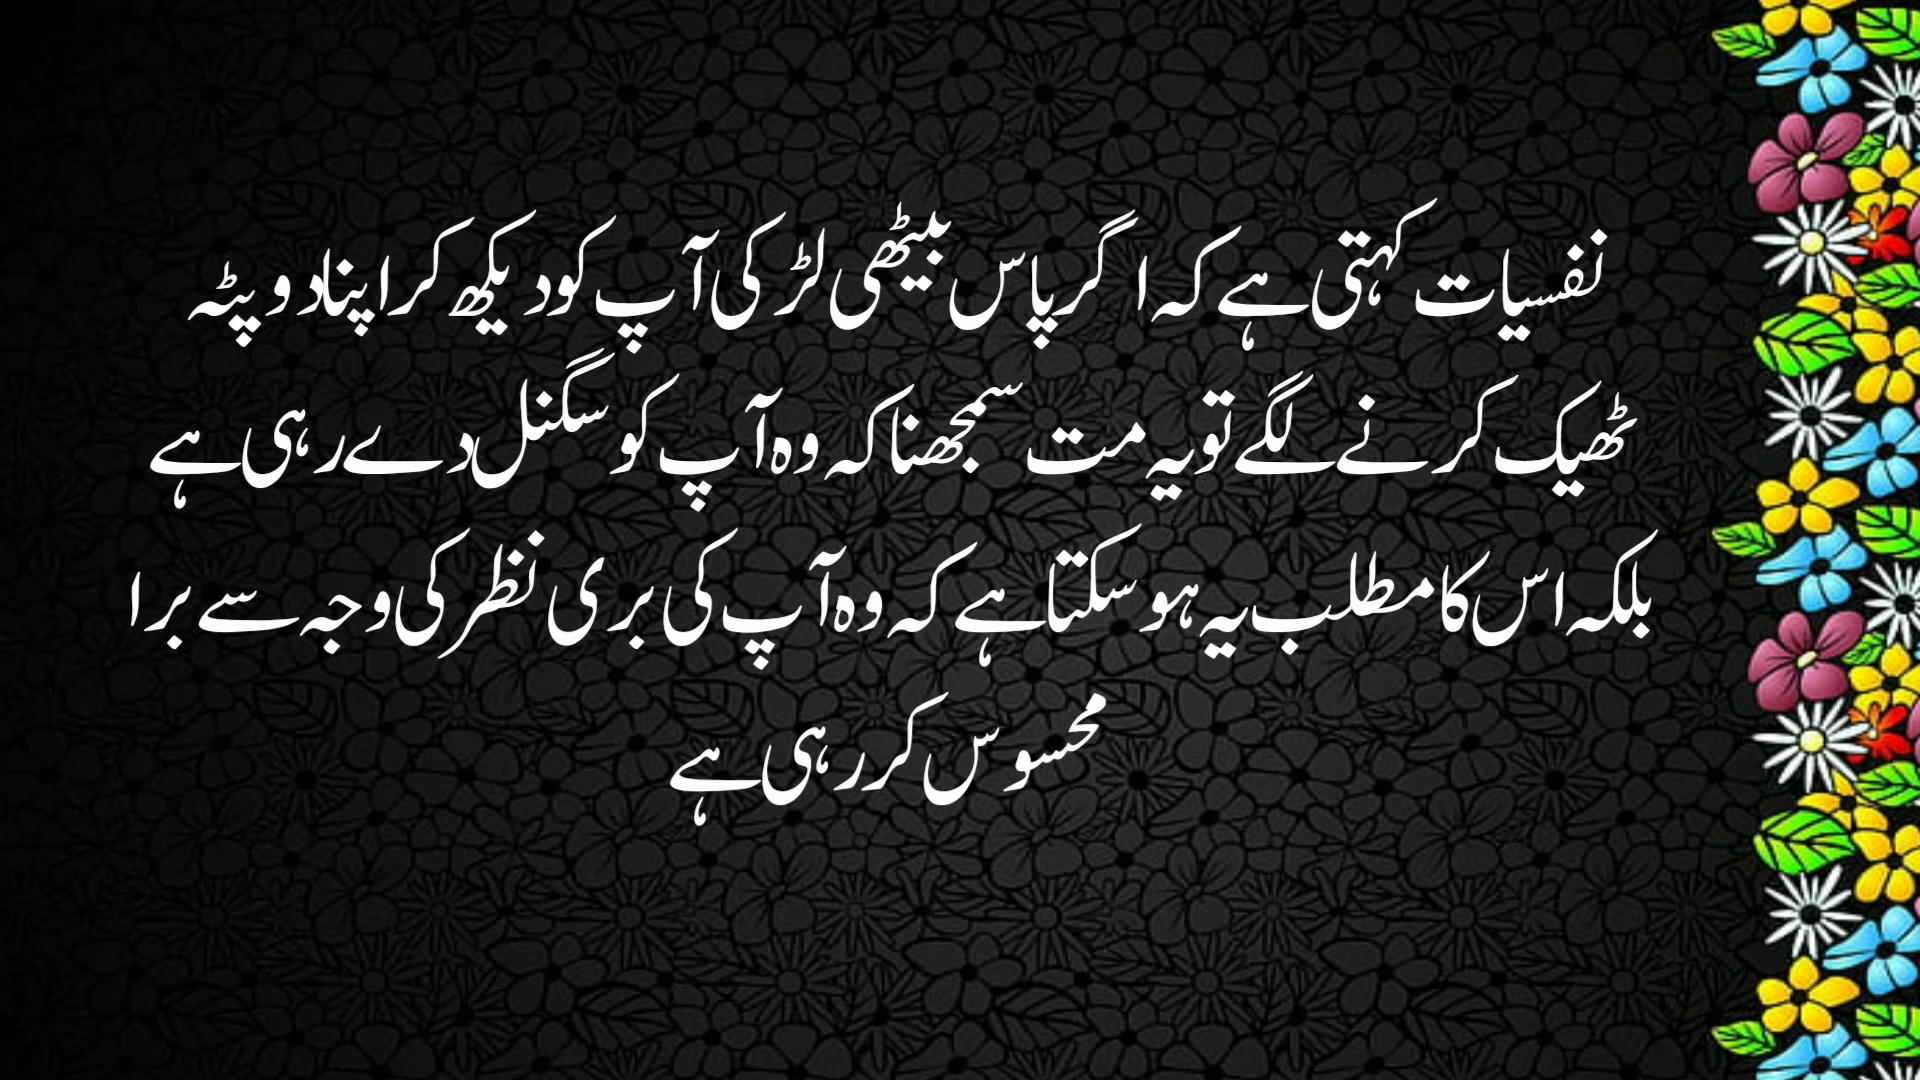 نفسیات کہتی ہے کہ اگر پاس بیٹھی لڑکی آپ کو دیکھ کر اپنا دوپٹہ
ٹھیک کرنے لگے تو یہ مت سمجھنا کہ وہ آپ کو سگنل دے رہی ہے
بلکہ اس کا مطلب یہ ہو سکتا ہے کہ وہ آپ کی بری نظر کی وجہ سے برا
محسوس کر رہی ہے